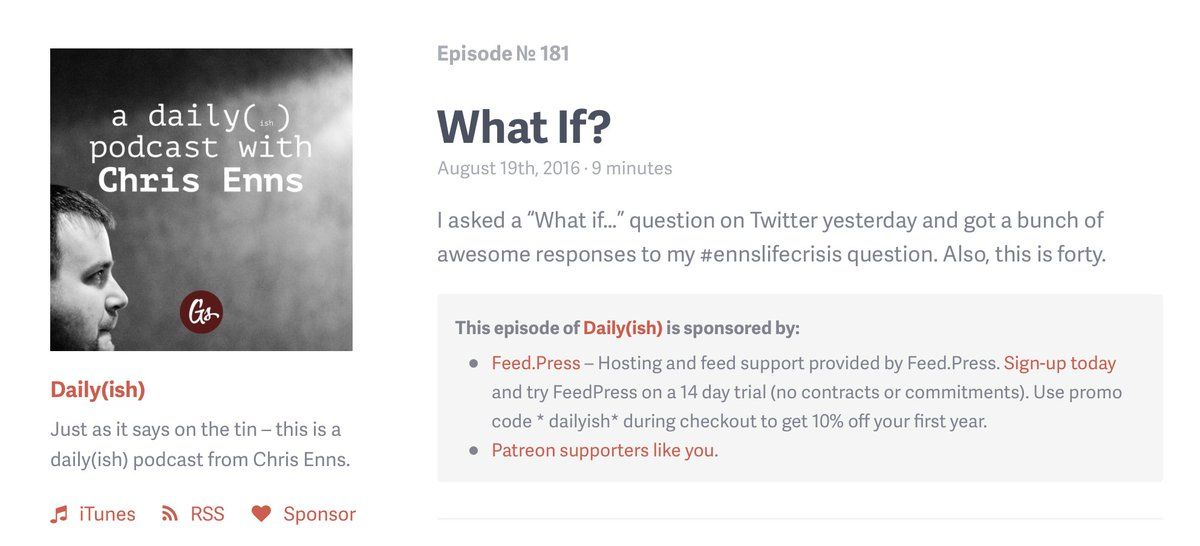 a daily(ish)
podcast with
Chris Enns
Gs
Daily(ish)
Just as it says on the tin – this is a
daily(ish) podcast from Chris Enns.
iTunes RSS Sponsor
Episode № 181
What If?
August 19th, 2016 · 9 minutes
I asked a “What if...” question on Twitter yesterday and got a bunch of
awesome responses to my #ennslifecrisis question. Also, this is forty.
This episode of Daily(ish) is sponsored by:
• Feed.Press – Hosting and feed support provided by Feed.Press. Sign-up today
and try FeedPress on a 14 day trial (no contracts or commitments). Use promo
code * dailyish* during checkout to get 10% off your first year.
• Patreon supporters like you.